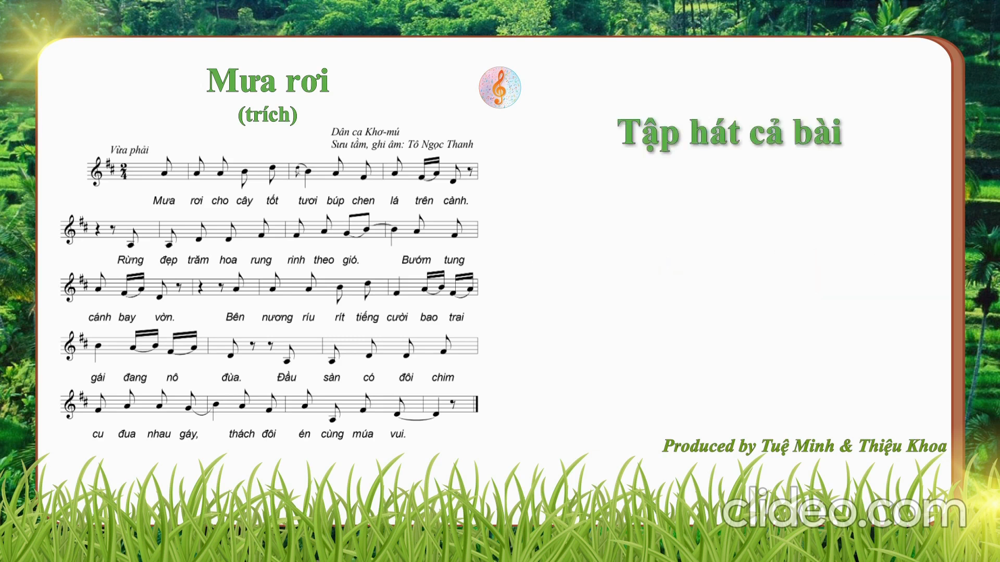 Mưa rơi
(trích)
Dân ca Khơ-mú
Sưu tầm, ghi âm: Tô Ngọc Thanh
Vừa phải
2
4
Mưa rơi cho cây tốt tươi búp chen lá trên cành.
Rừng đẹp trăm hoa rung rinh theo gió. Bướm tung
cánh bay vờn. Bên nương ríu rít tiếng cười bao trai
gái đang nô đùa. Đầu sàn có đôi chim
cu đua nhau gáy, thách đôi én cùng múa vui.
Tập hát cả bài
Produced by Tuệ Minh & Thiệu Khoa
clideo.com